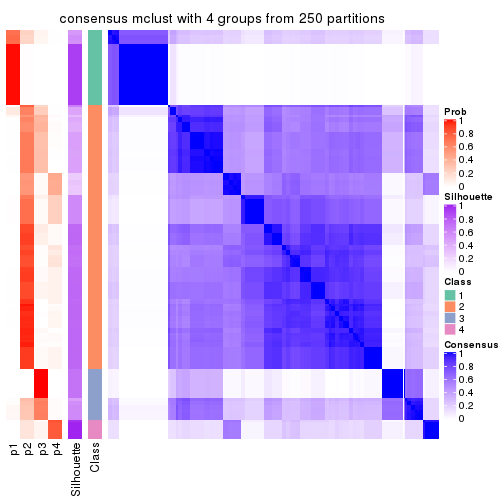 consensus mclust with 4 groups from 250 partitions
Prob
1
0.8
0.6
0.4
0.2
0
Silhouette
1
0.8
0.6
0.4
0.2
0
Class
1
2
3
4
Consensus
1
0.8
0.6
0.4
0.2
0
p1
p2
p3
p4
Silhouette
Class